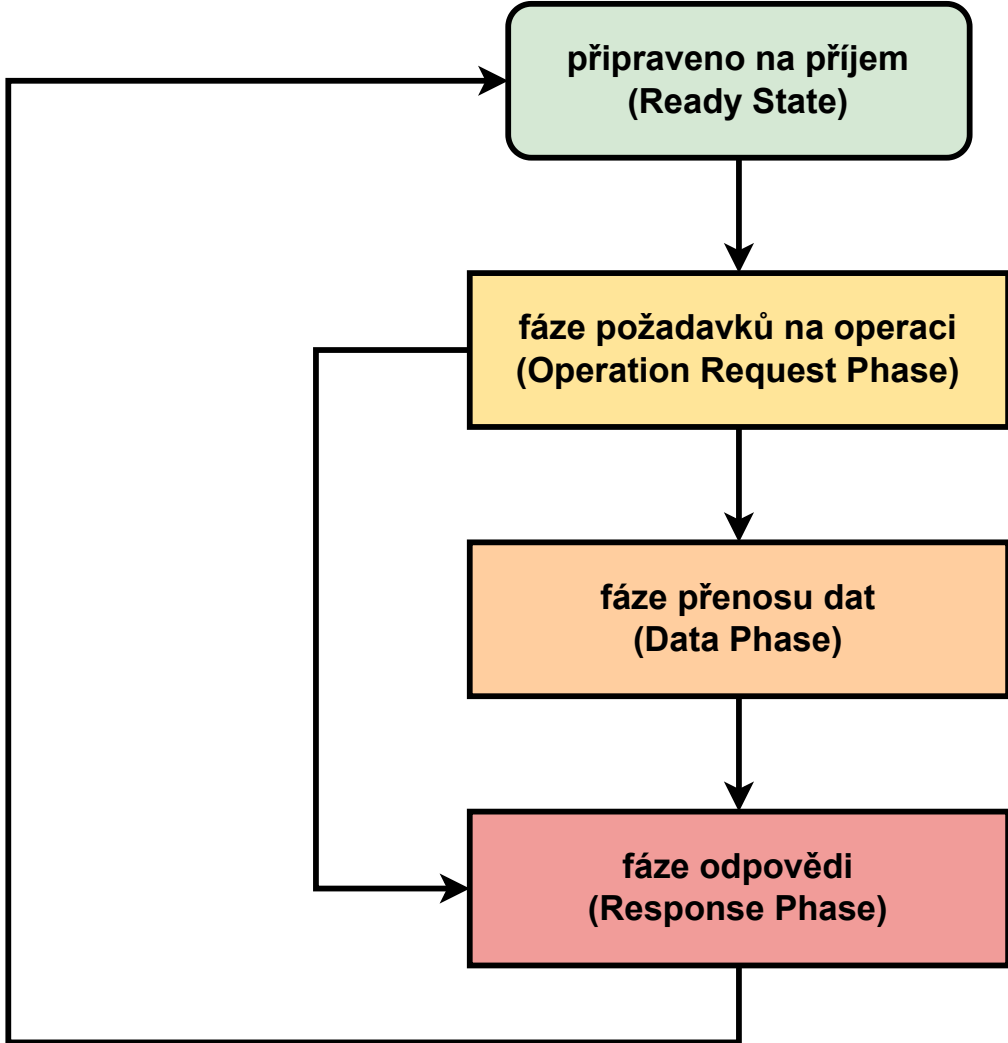 připraveno na příjem
(Ready State)
fáze požadavků na operaci
(Operation Request Phase)
fáze přenosu dat
(Data Phase)
fáze odpovědi
(Response Phase)